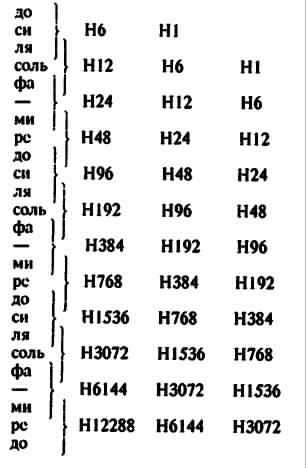 до
си H6 H1
ля
соль H12 H6 H1
фа
— H24 H12 H6
ми
ре H48 H24 H12
до
си H96 H48 H24
ля
соль H192 H96 H48
фа
— H384 H192 H96
ми
ре H768 H384 H192
до
си H1536 H768 H384
ля
соль H3072 H1536 H768
фа
— H6144 H3072 H1536
ми
ре H12288 H6144 H3072
до